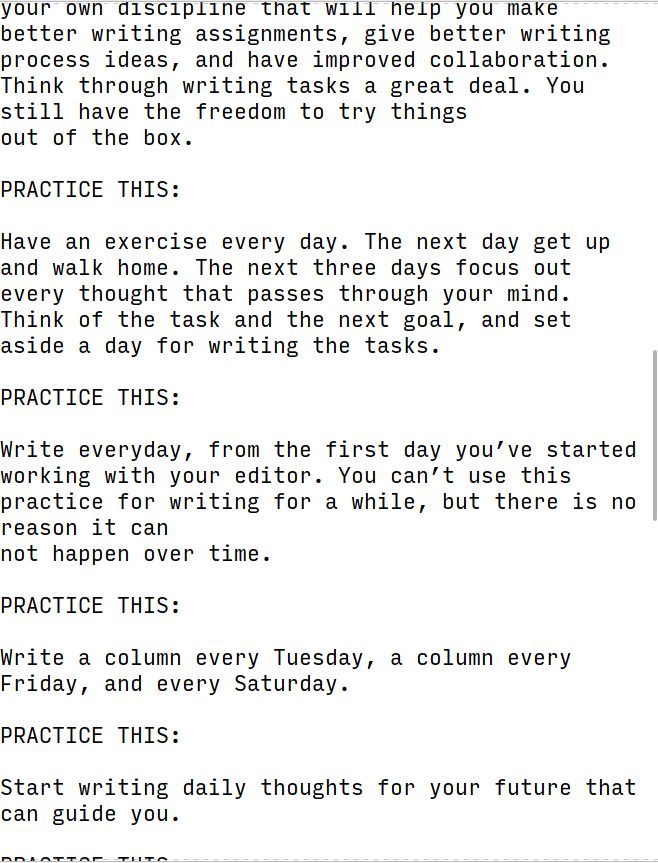 your own discipline that will help you make
better writing assignments, give better writing
process ideas, and have improved collaboration.
Think through writing tasks a great deal. You
still have the freedom to try things
out of the box.
PRACTICE THIS:
Have an exercise every day. The next day get up
and walk home. The next three days focus out
every thought that passes through your mind.
Think of the task and the next goal, and set
aside a day for writing the tasks.
PRACTICE THIS:
Write everyday, from the first day you’ve started
working with your editor. You can’t use this
practice for writing for a while, but there is no
reason it can
not happen over time.
PRACTICE THIS:
Write a column every Tuesday, a column every
Friday, and every Saturday.
PRACTICE THIS:
Start writing daily thoughts for your future that
can guide you.
PRACTICE THIS